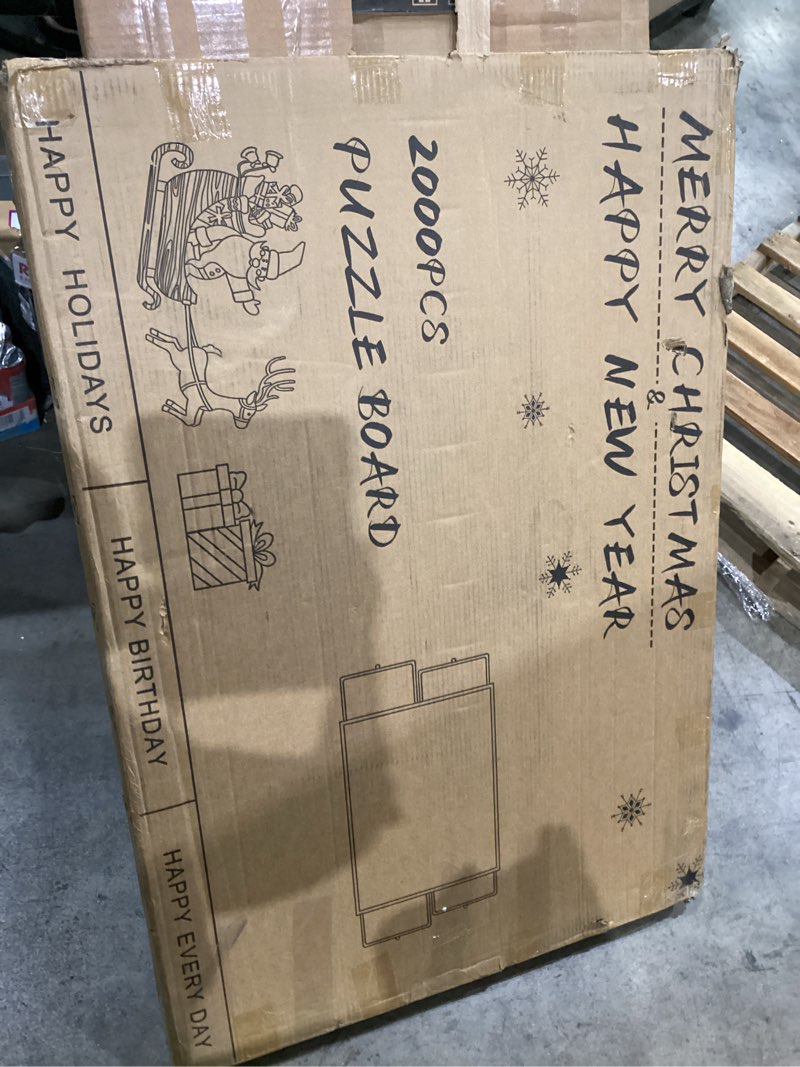 MERRY CHRISTMAS
&
HAPPY NEW YEAR
2000PCS
PUZZLE BOARD
HAPPY HOLIDAYS
HAPPY BIRTHDAY
HAPPY EVERY DAY